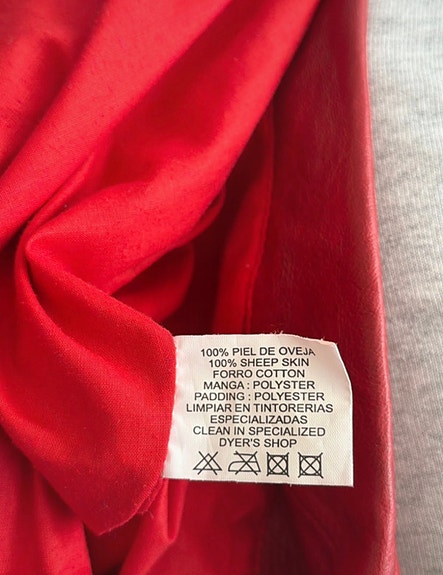 100% PIEL DE OVEJA
100% SHEEP SKIN
FORRO COTTON
MANGA : POLYSTER
PADDING : POLYESTER
LIMPIAR EN TINTORERIAS
ESPECIALIZADAS
CLEAN IN SPECIALIZED
DYER'S SHOP